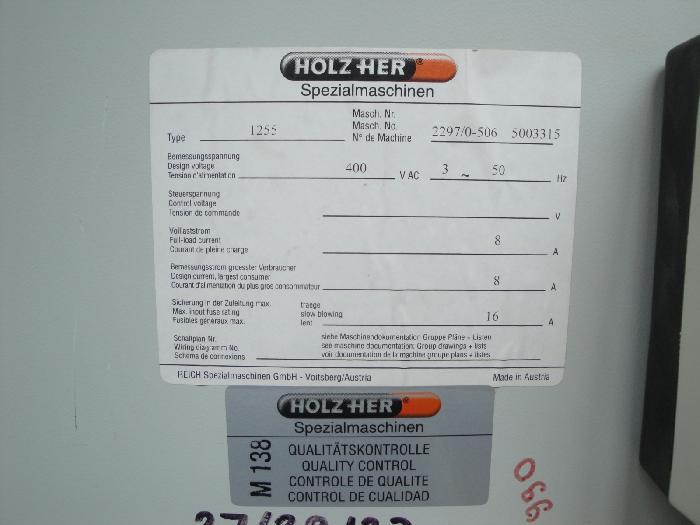 HOLZ-HER®
Spezialmaschinen
Masch. Nr.
Masch. No.
Type 1255 N° de Machine 2297/0-506 5003315
Bemessungsspannung
Design voltage
Tension d'alimentation 400 V AC 3 ~ 50 Hz
Steuerspannung
Control voltage
Tension de commande V
Vollaststrom
Full-load current 8
Courant de pleine charge A
Bemessungsstrom groesster Verbraucher
Design current, largest consumer 8
Courant d'alimentation du plus gros consommateur A
Sicherung in der Zuleitung max. traege
Max. input fuse rating slow blowing 16
Fusibles généraux max. lent A
Schaltplan Nr. siehe Maschinendokumentation Gruppe Pläne + Listen
Wiring diagramm No. see machine documentation: Group drawings + lists
Schema de connexions voir documentation de la machine groupe plans + listes
REICH Spezialmaschinen GmbH - Voitsberg/Austria Made in Austria
HOLZ-HER®
Spezialmaschinen
M 138
QUALITÄTSKONTROLLE
QUALITY CONTROL
CONTROLE DE QUALITE
CONTROL DE CUALIDAD
990